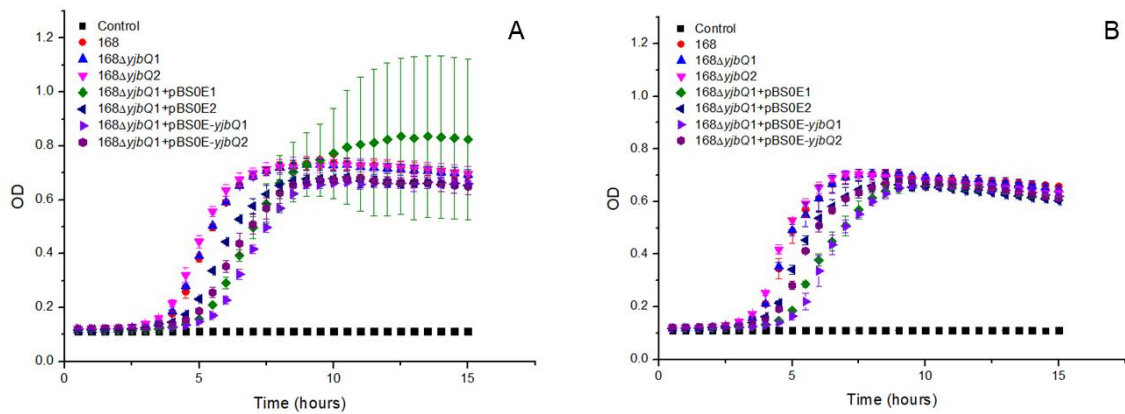 A
Control
168
168ΔyjbQ1
168ΔyjbQ2
168ΔyjbQ1+pBS0E1
168ΔyjbQ1+pBS0E2
168ΔyjbQ1+pBS0E-yjbQ1
168ΔyjbQ1+pBS0E-yjbQ2
OD
1.2
1.0
0.8
0.6
0.4
0.2
0.0
0
5
10
15
Time (hours)
B
Control
168
168ΔyjbQ1
168ΔyjbQ2
168ΔyjbQ1+pBS0E1
168ΔyjbQ1+pBS0E2
168ΔyjbQ1+pBS0E-yjbQ1
168ΔyjbQ1+pBS0E-yjbQ2
OD
1.2
1.0
0.8
0.6
0.4
0.2
0.0
0
5
10
15
Time (hours)